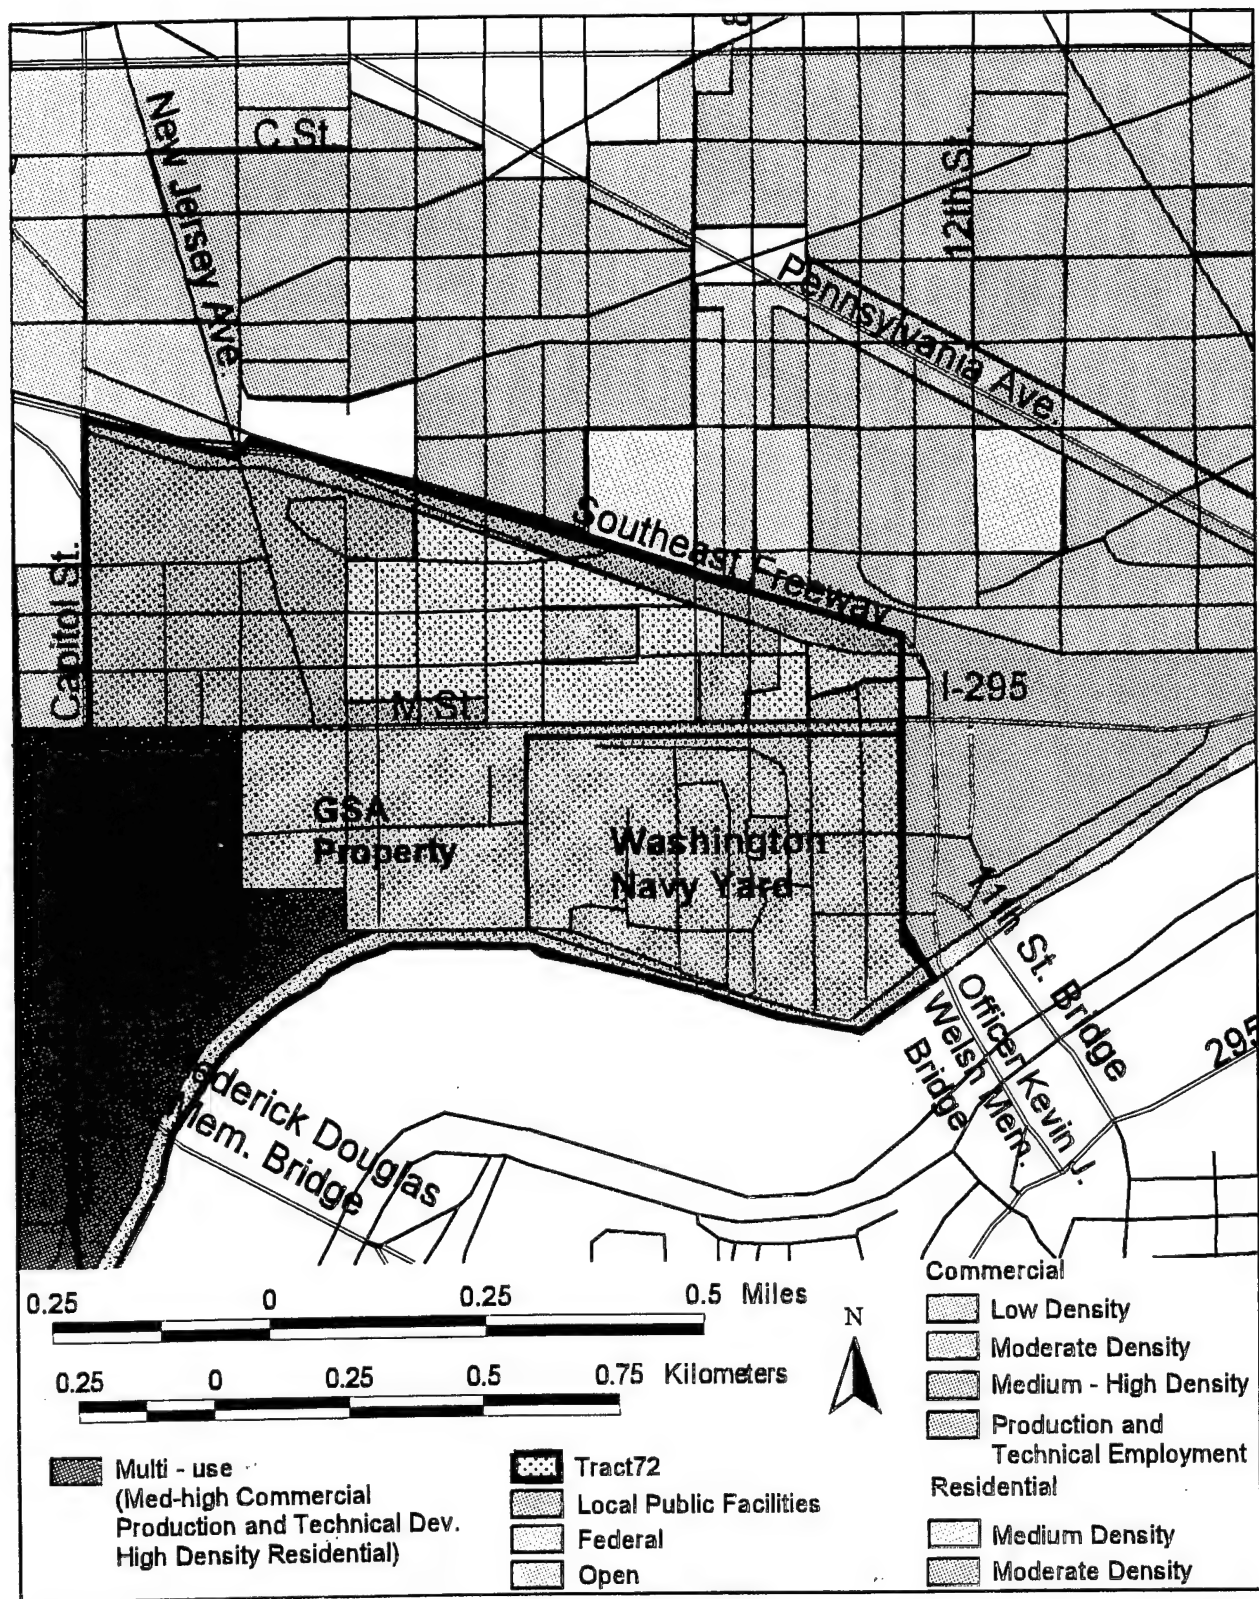 C St
New Jersey Ave.
12th St.
Pennsylvania Ave.
Southeast Freeway
Capitol St.
I-295
M St.
GSA
Property
Washington
Navy Yard
11th St. Bridge
Officer Kevin J.
Welsh Mem.
Bridge
295
ederick Douglas
Mem. Bridge
0.25 0 0.25 0.5 Miles
0.25 0 0.25 0.5 0.75 Kilometers
N
Multi - use
(Med-high Commercial
Production and Technical Dev.
High Density Residential)
Tract72
Local Public Facilities
Federal
Open
Commercial
Low Density
Moderate Density
Medium - High Density
Production and
Technical Employment
Residential
Medium Density
Moderate Density